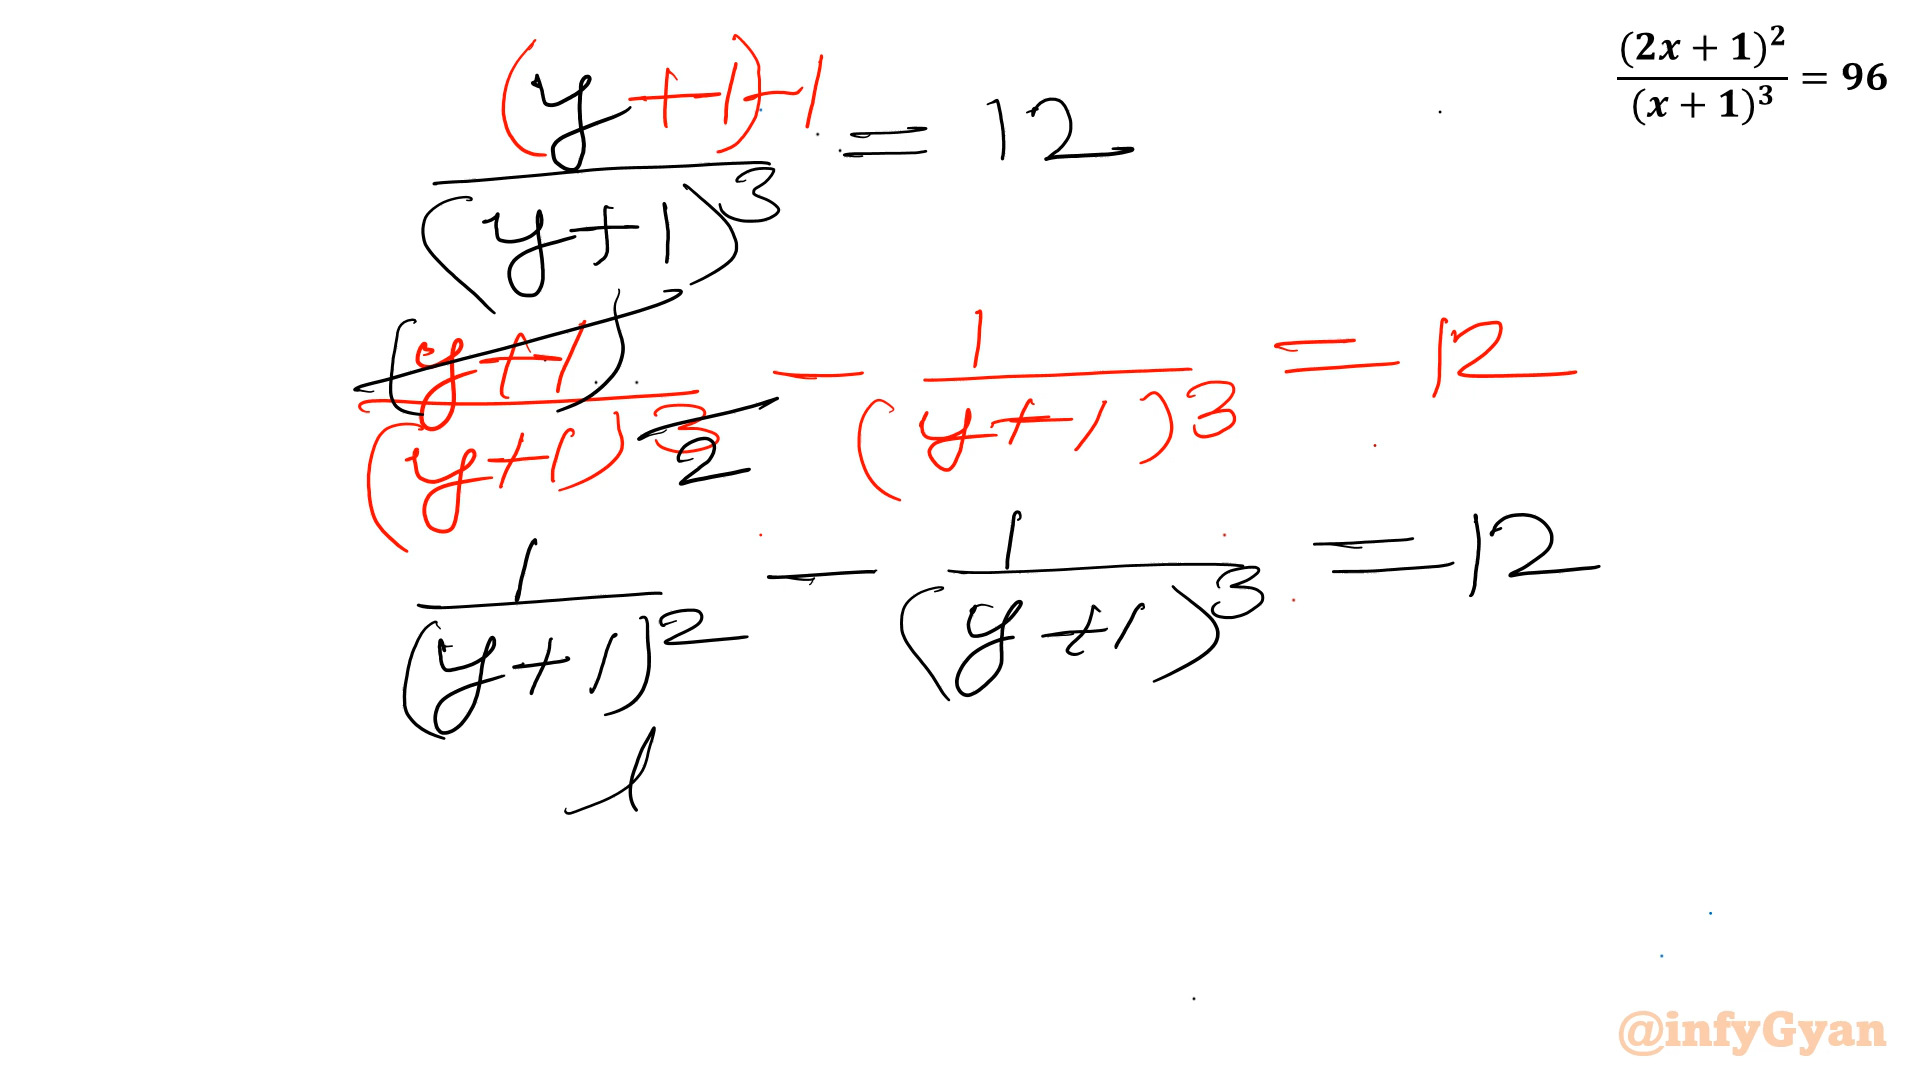 (2x + 1)² / (x + 1)³ = 96
((y + 1) - 1) / (y + 1)³ = 12
(y + 1) / (y + 1)³ 2 - 1 / (y + 1)³ = 12
1 / (y + 1)² - 1 / (y + 1)³ = 12
@infyGyan